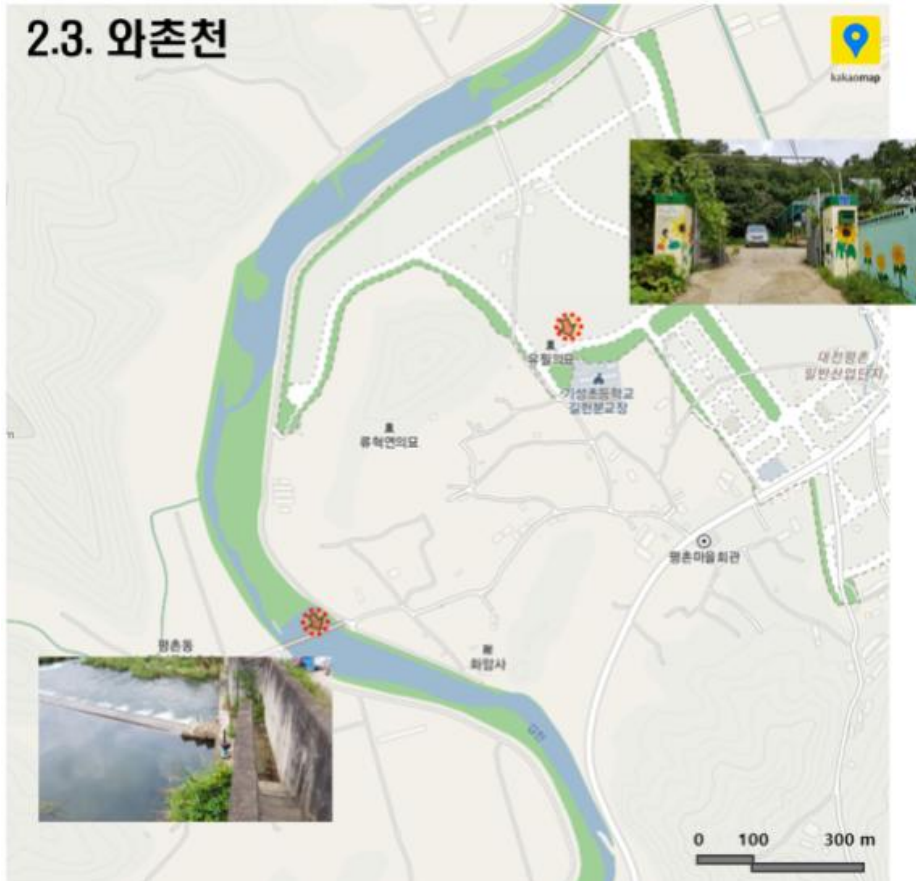 2.3. 와촌천
kakaomap
유필의묘
기성초등학교
길헌분교장
대전평촌
일반산업단지
류혁연의묘
평촌마을회관
평촌동
화암사
0 100 300 m